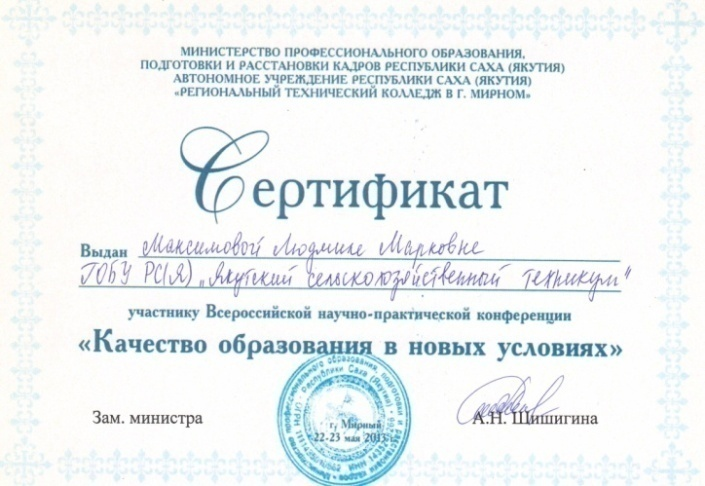 МИНИСТЕРСТВО ПРОФЕССИОНАЛЬНОГО ОБРАЗОВАНИЯ,
ПОДГОТОВКИ И РАССТАНОВКИ КАДРОВ РЕСПУБЛИКИ САХА (ЯКУТИЯ)
АВТОНОМНОЕ УЧРЕЖДЕНИЕ РЕСПУБЛИКИ САХА (ЯКУТИЯ)
«РЕГИОНАЛЬНЫЙ ТЕХНИЧЕСКИЙ КОЛЛЕДЖ В Г. МИРНОМ»
Сертификат
Выдан Максимовой Людмиле Марковне
ГОБУ РС(Я) „Якутский сельскохозяйственный техникум"
участнику Всероссийской научно-практической конференции
«Качество образования в новых условиях»
Зам. министра
г. Мирный
22-23 мая 2013
А.Н. Шишигина